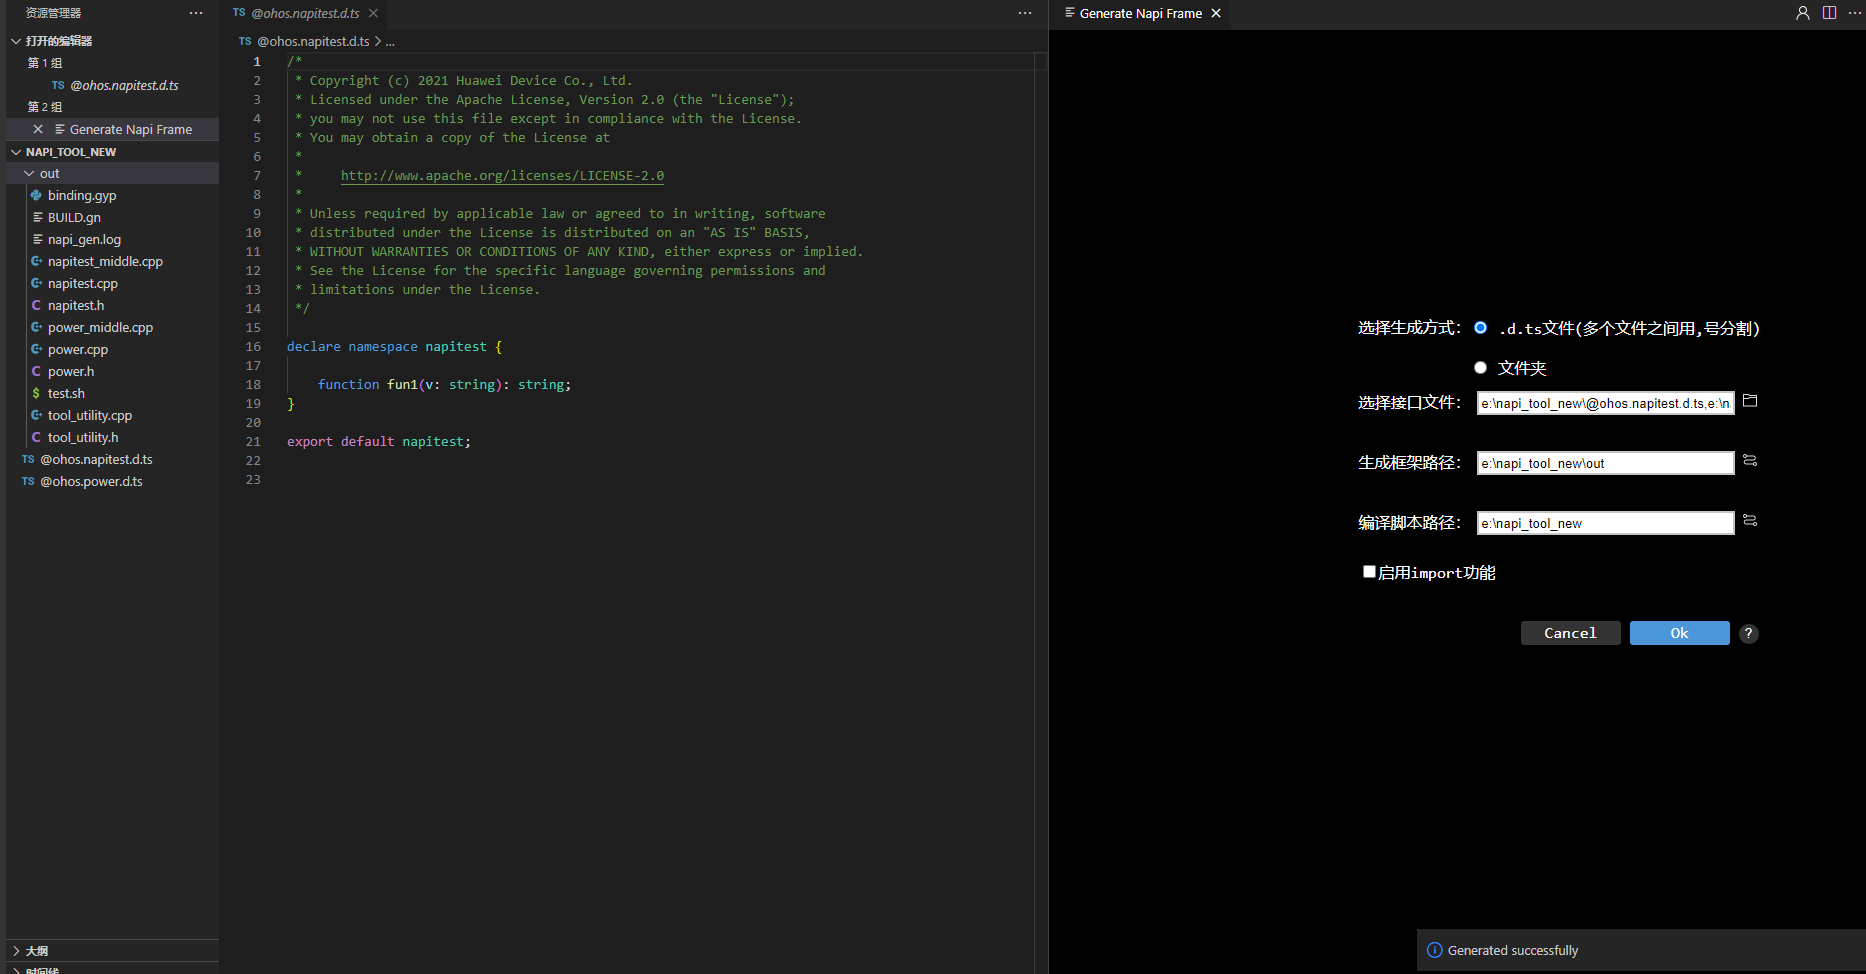 资源管理器
打开的编辑器
第 1 组
TS @ohos.napitest.d.ts
第 2 组
Generate Napi Frame
NAPI_TOOL_NEW
out
binding.gyp
BUILD.gn
napi_gen.log
napitest_middle.cpp
napitest.cpp
C napitest.h
power_middle.cpp
power.cpp
C power.h
$ test.sh
tool_utility.cpp
C tool_utility.h
TS @ohos.napitest.d.ts
TS @ohos.power.d.ts
大纲
时间线
TS @ohos.napitest.d.ts
TS @ohos.napitest.d.ts > ...
1 /*
2 * Copyright (c) 2021 Huawei Device Co., Ltd.
3 * Licensed under the Apache License, Version 2.0 (the "License");
4 * you may not use this file except in compliance with the License.
5 * You may obtain a copy of the License at
6 *
7 * http://www.apache.org/licenses/LICENSE-2.0
8 *
9 * Unless required by applicable law or agreed to in writing, software
10 * distributed under the License is distributed on an "AS IS" BASIS,
11 * WITHOUT WARRANTIES OR CONDITIONS OF ANY KIND, either express or implied.
12 * See the License for the specific language governing permissions and
13 * limitations under the License.
14 */
15
16 declare namespace napitest {
17
18 function fun1(v: string): string;
19 }
20
21 export default napitest;
22
23
Generate Napi Frame
选择生成方式: .d.ts文件(多个文件之间用,号分割)
文件夹
选择接口文件: e:\napi_tool_new\@ohos.napitest.d.ts,e:\n
生成框架路径: e:\napi_tool_new\out
编译脚本路径: e:\napi_tool_new
启用import功能
Cancel Ok ?
Generated successfully